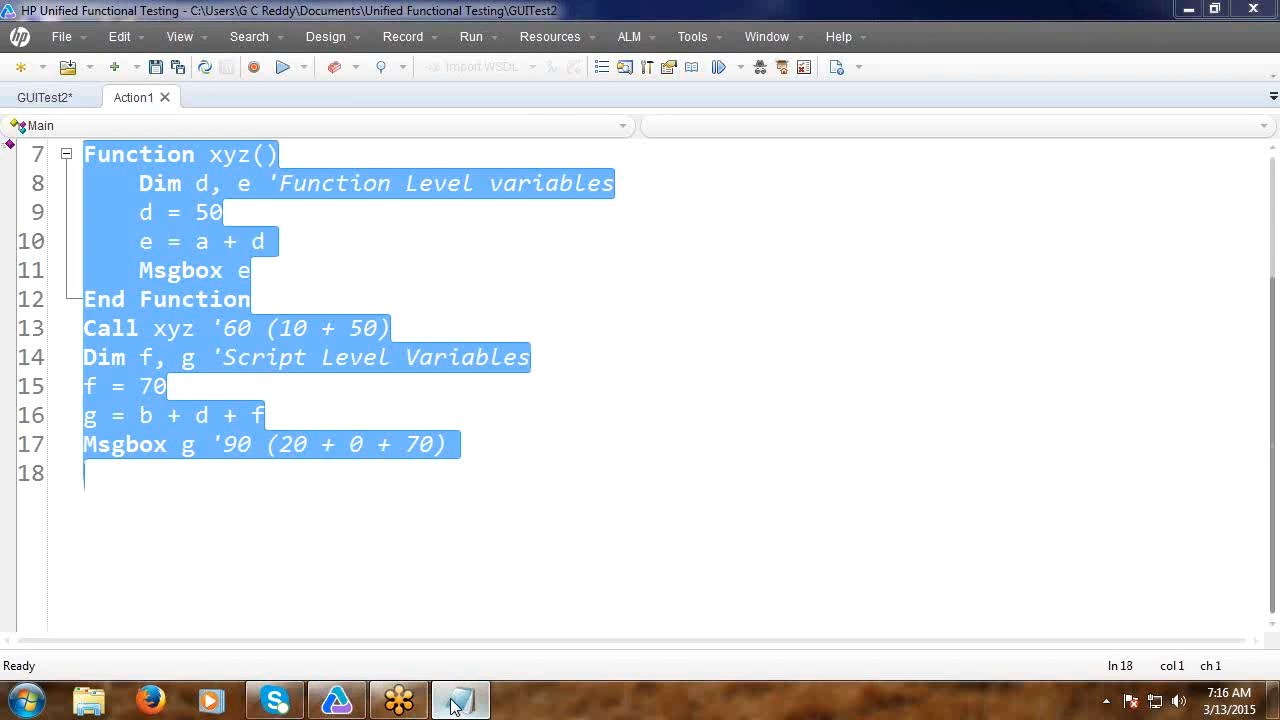 HP Unified Functional Testing - C:\Users\G C Reddy\Documents\Unified Functional Testing\GUITest2
hp File Edit View Search Design Record Run Resources ALM Tools Window Help
Import WSDL
GUITest2* Action1
Main
7 Function xyz()
8 Dim d, e 'Function Level variables
9 d = 50
10 e = a + d
11 Msgbox e
12 End Function
13 Call xyz '60 (10 + 50)
14 Dim f, g 'Script Level Variables
15 f = 70
16 g = b + d + f
17 Msgbox g '90 (20 + 0 + 70)
18
Ready ln 18 col 1 ch 1
7:16 AM
3/13/2015